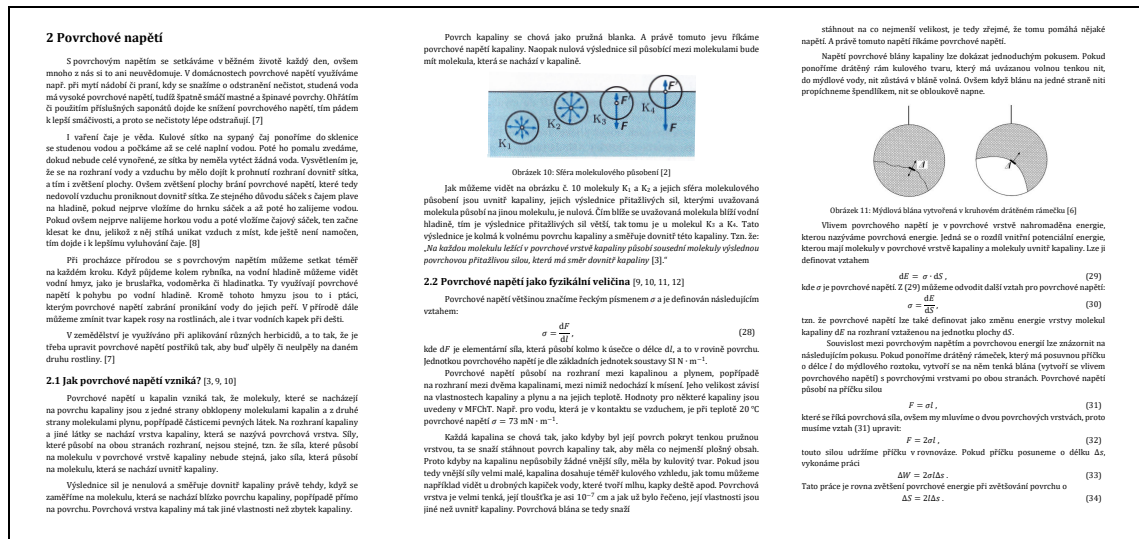 2 Povrchové napětí
S povrchovým napětím se setkáváme v běžném životě každý den, ovšem
mnoho z nás si to ani neuvědomuje. V domácnostech povrchové napětí využíváme
např. při mytí nádobí či praní, kdy se snažíme o odstranění nečistot, studená voda
má vysoké povrchové napětí, tudíž špatně smáčí mastné a špinavé povrchy. Ohřátím
či použitím příslušných saponátů dojde ke snížení povrchového napětí, tím pádem
k lepší smáčivosti, a proto se nečistoty lépe odstraňují. [7]
I vaření čaje je věda. Kulové sítko na sypaný čaj ponoříme do sklenice
se studenou vodou a počkáme až se celé naplní vodou. Poté ho pomalu zvedáme,
dokud nebude celé vynořené, ze sítka by neměla vytéct žádná voda. Vysvětlením je,
že se na rozhraní vody a vzduchu by mělo dojít k prohnutí rozhraní dovnitř sítka,
a tím i zvětšení plochy. Ovšem zvětšení plochy brání povrchové napětí, které tedy
nedovolí vzduchu proniknout dovnitř sítka. Ze stejného důvodu sáček s čajem plave
na hladině, pokud nejprve vložíme do hrnku sáček a až poté ho zalijeme vodou.
Pokud ovšem nejprve nalijeme horkou vodu a poté vložíme čajový sáček, ten začne
klesat ke dnu, jelikož z něj stíhá unikat vzduch z míst, kde ještě není namočen,
tím dojde i k lepšímu vyluhování čaje. [8]
Při procházce přírodou se s povrchovým napětím můžeme setkat téměř
na každém kroku. Když půjdeme kolem rybníka, na vodní hladině můžeme vidět
vodní hmyz, jako je bruslařka, vodoměrka či hladinatka. Ty využívají povrchové
napětí k pohybu po vodní hladině. Kromě tohoto hmyzu jsou to i ptáci,
kterým povrchové napětí zabrání pronikání vody do jejich peří. V přírodě dále
můžeme zmínit tvar kapek rosy na rostlinách, ale i tvar vodních kapek při dešti.
V zemědělství je využíváno při aplikování různých herbicidů, a to tak, že je
třeba upravit povrchové napětí postřiků tak, aby buď ulpěly či neulpěly na daném
druhu rostliny. [7]
2.1 Jak povrchové napětí vzniká? [3, 9, 10]
Povrchové napětí u kapalin vzniká tak, že molekuly, které se nacházejí
na povrchu kapaliny jsou z jedné strany obklopeny molekulami kapalin a z druhé
strany molekulami plynu, popřípadě částicemi pevných látek. Na rozhraní kapaliny
a jiné látky se nachází vrstva kapaliny, která se nazývá povrchová vrstva. Síly,
které působí na obou stranách rozhraní, nejsou stejné, tzn. že síla, které působí
na molekulu v povrchové vrstvě kapaliny nebude stejná, jako síla, která působí
na molekulu, která se nachází uvnitř kapaliny.
Výslednice sil je nenulová a směřuje dovnitř kapaliny právě tehdy, když se
zaměříme na molekulu, která se nachází blízko povrchu kapaliny, popřípadě přímo
na povrchu. Povrchová vrstva kapaliny má tak jiné vlastnosti než zbytek kapaliny.
Povrch kapaliny se chová jako pružná blanka. A právě tomuto jevu říkáme
povrchové napětí kapaliny. Naopak nulová výslednice sil působící mezi molekulami bude
mít molekula, která se nachází v kapalině.
K₁ K₂ K₃ F' F K₄ F' F
Obrázek 10: Sféra molekulového působení [2]
Jak můžeme vidět na obrázku č. 10 molekuly K₁ a K₂ a jejich sféra molekulového
působení jsou uvnitř kapaliny, jejich výslednice přitažlivých sil, kterými uvažovaná
molekula působí na jinou molekulu, je nulová. Čím blíže se uvažovaná molekula blíží vodní
hladině, tím je výslednice přitažlivých sil větší, tak tomu je u molekul K₃ a K₄. Tato
výslednice je kolmá k volnému povrchu kapaliny a směřuje dovnitř této kapaliny. Tzn. že:
„Na každou molekulu ležící v povrchové vrstvě kapaliny působí sousední molekuly výslednou
povrchovou přitažlivou silou, která má směr dovnitř kapaliny [3].“
2.2 Povrchové napětí jako fyzikální veličina [9, 10, 11, 12]
Povrchové napětí většinou značíme řeckým písmenem σ a je definován následujícím
vztahem:
σ = dF/dl , (28)
kde dF je elementární síla, která působí kolmo k úsečce o délce dl, a to v rovině povrchu.
Jednotkou povrchového napětí je dle základních jednotek soustavy SI N · m⁻¹.
Povrchové napětí působí na rozhraní mezi kapalinou a plynem, popřípadě
na rozhraní mezi dvěma kapalinami, mezi nimiž nedochází k mísení. Jeho velikost závisí
na vlastnostech kapaliny a plynu a na jejich teplotě. Hodnoty pro některé kapaliny jsou
uvedeny v MFChT. Např. pro vodu, která je v kontaktu se vzduchem, je při teplotě 20 °C
povrchové napětí σ = 73 mN · m⁻¹.
Každá kapalina se chová tak, jako kdyby byl její povrch pokryt tenkou pružnou
vrstvou, ta se snaží stáhnout povrch kapaliny tak, aby měla co nejmenší plošný obsah.
Proto kdyby na kapalinu nepůsobily žádné vnější síly, měla by kulovitý tvar. Pokud jsou
tedy vnější síly velmi malé, kapalina dosahuje téměř kulového vzhledu, jak tomu můžeme
například vidět u drobných kapiček vody, které tvoří mlhu, kapky deště apod. Povrchová
vrstva je velmi tenká, její tloušťka je asi 10⁻⁷ cm a jak už bylo řečeno, její vlastnosti jsou
jiné než uvnitř kapaliny. Povrchová blána se tedy snaží
stáhnout na co nejmenší velikost, je tedy zřejmé, že tomu pomáhá nějaké
napětí. A právě tomuto napětí říkáme povrchové napětí.
Napětí povrchové blány kapaliny lze dokázat jednoduchým pokusem. Pokud
ponoříme drátěný rám kulového tvaru, který má uvázanou volnou tenkou nit,
do mýdlové vody, nit zůstává v bláně volná. Ovšem když blánu na jedné straně niti
propíchneme špendlíkem, nit se obloukově napne.
A A
Obrázek 11: Mýdlová blána vytvořená v kruhovém drátěném rámečku [6]
Vlivem povrchového napětí je v povrchové vrstvě nahromaděna energie,
kterou nazýváme povrchová energie. Jedná se o rozdíl vnitřní potenciální energie,
kterou mají molekuly v povrchové vrstvě kapaliny a molekuly uvnitř kapaliny. Lze ji
definovat vztahem
dE = σ · dS , (29)
kde σ je povrchové napětí. Z (29) můžeme odvodit další vztah pro povrchové napětí:
σ = dE/dS, (30)
tzn. že povrchové napětí lze také definovat jako změnu energie vrstvy molekul
kapaliny dE na rozhraní vztaženou na jednotku plochy dS.
Souvislost mezi povrchovým napětím a povrchovou energií lze znázornit na
následujícím pokusu. Pokud ponoříme drátěný rámeček, který má posuvnou příčku
o délce l do mýdlového roztoku, vytvoří se na něm tenká blána (vytvoří se vlivem
povrchového napětí) s povrchovými vrstvami po obou stranách. Povrchové napětí
působí na příčku silou
F = σl , (31)
které se říká povrchová síla, ovšem my mluvíme o dvou povrchových vrstvách, proto
musíme vztah (31) upravit:
F = 2σl , (32)
touto silou udržíme příčku v rovnováze. Pokud příčku posuneme o délku Δs,
vykonáme práci
ΔW = 2σlΔs . (33)
Tato práce je rovna zvětšení povrchové energie při zvětšování povrchu o
ΔS = 2lΔs . (34)